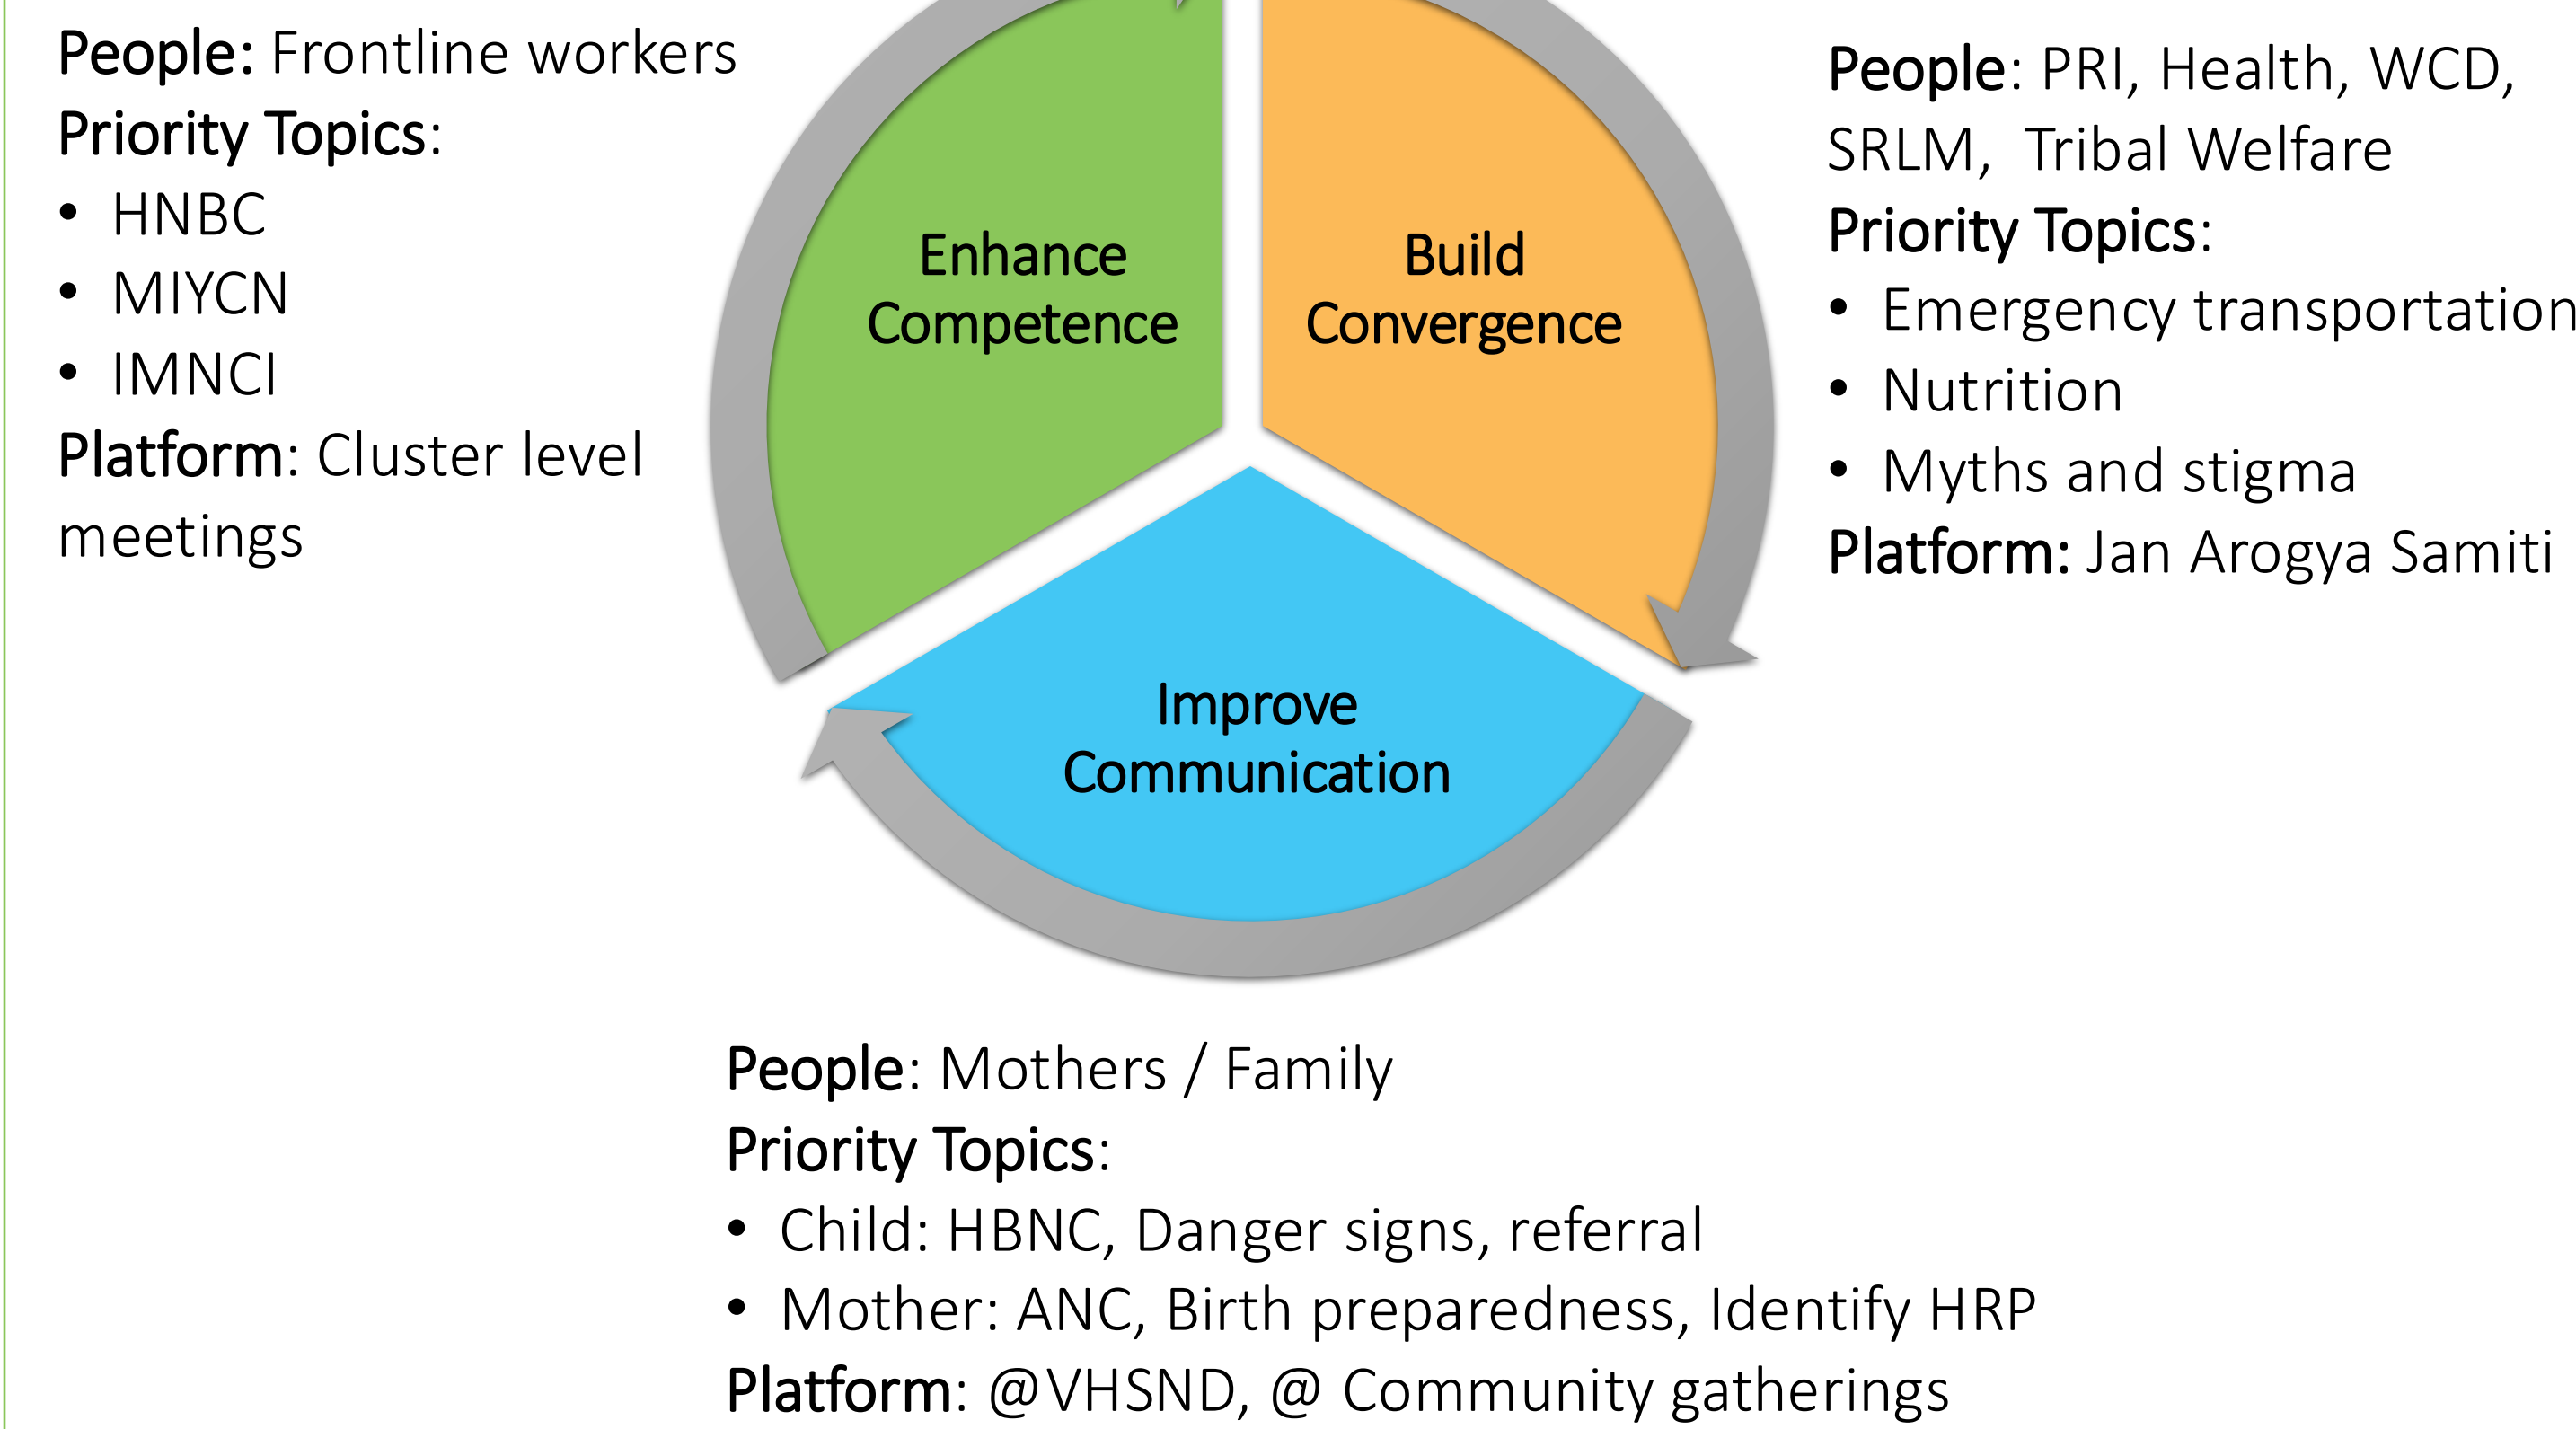 People: Frontline workers
Priority Topics:
• HNBC
• MIYCN
• IMNCI
Platform: Cluster level
meetings
Enhance
Competence
Build
Convergence
Improve
Communication
People: PRI, Health, WCD,
SRLM, Tribal Welfare
Priority Topics:
• Emergency transportation
• Nutrition
• Myths and stigma
Platform: Jan Arogya Samiti
People: Mothers / Family
Priority Topics:
• Child: HBNC, Danger signs, referral
• Mother: ANC, Birth preparedness, Identify HRP
Platform: @VHSND, @ Community gatherings